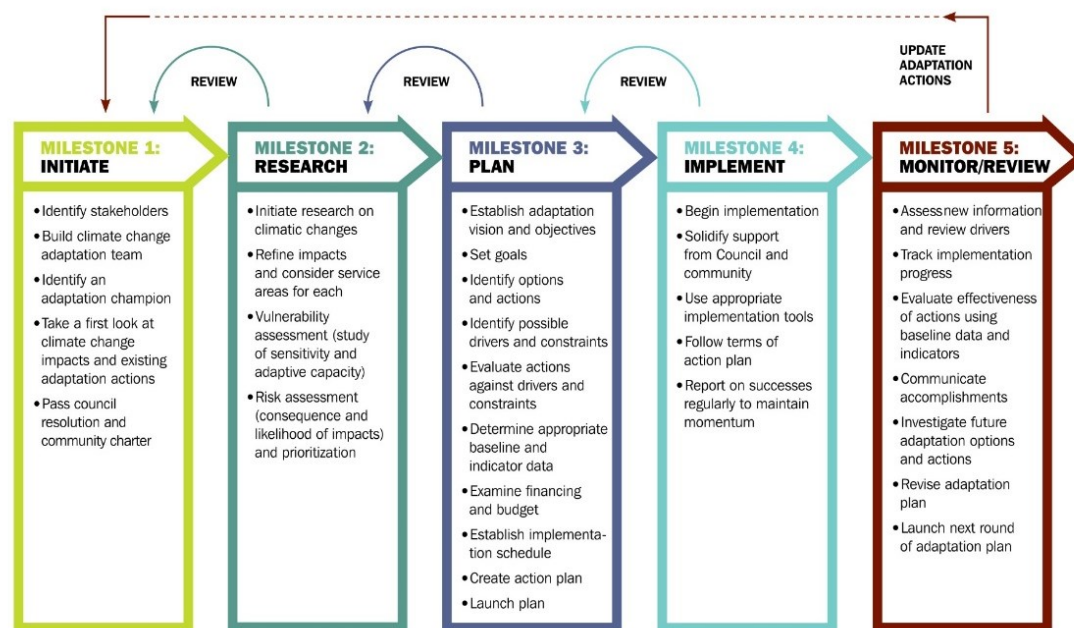 UPDATE
ADAPTATION
ACTIONS
REVIEW
REVIEW
REVIEW
MILESTONE 1:
INITIATE
• Identify stakeholders
• Build climate change
adaptation team
• Identify an
adaptation champion
• Take a first look at
climate change
impacts and existing
adaptation actions
• Pass council
resolution and
community charter
MILESTONE 2:
RESEARCH
• Initiate research on
climatic changes
• Refine impacts
and consider service
areas for each
• Vulnerability
assessment (study
of sensitivity and
adaptive capacity)
• Risk assessment
(consequence and
likelihood of impacts)
and prioritization
MILESTONE 3:
PLAN
• Establish adaptation
vision and objectives
• Set goals
• Identify options
and actions
• Identify possible
drivers and constraints
• Evaluate actions
against drivers and
constraints
• Determine appropriate
baseline and
indicator data
• Examine financing
and budget
• Establish implementa-
tion schedule
• Create action plan
• Launch plan
MILESTONE 4:
IMPLEMENT
• Begin implementation
• Solidify support
from Council and
community
• Use appropriate
implementation tools
• Follow terms of
action plan
• Report on successes
regularly to maintain
momentum
MILESTONE 5:
MONITOR/REVIEW
• Assess new information
and review drivers
• Track implementation
progress
• Evaluate effectiveness
of actions using
baseline data and
indicators
• Communicate
accomplishments
• Investigate future
adaptation options
and actions
• Revise adaptation
plan
• Launch next round
of adaptation plan